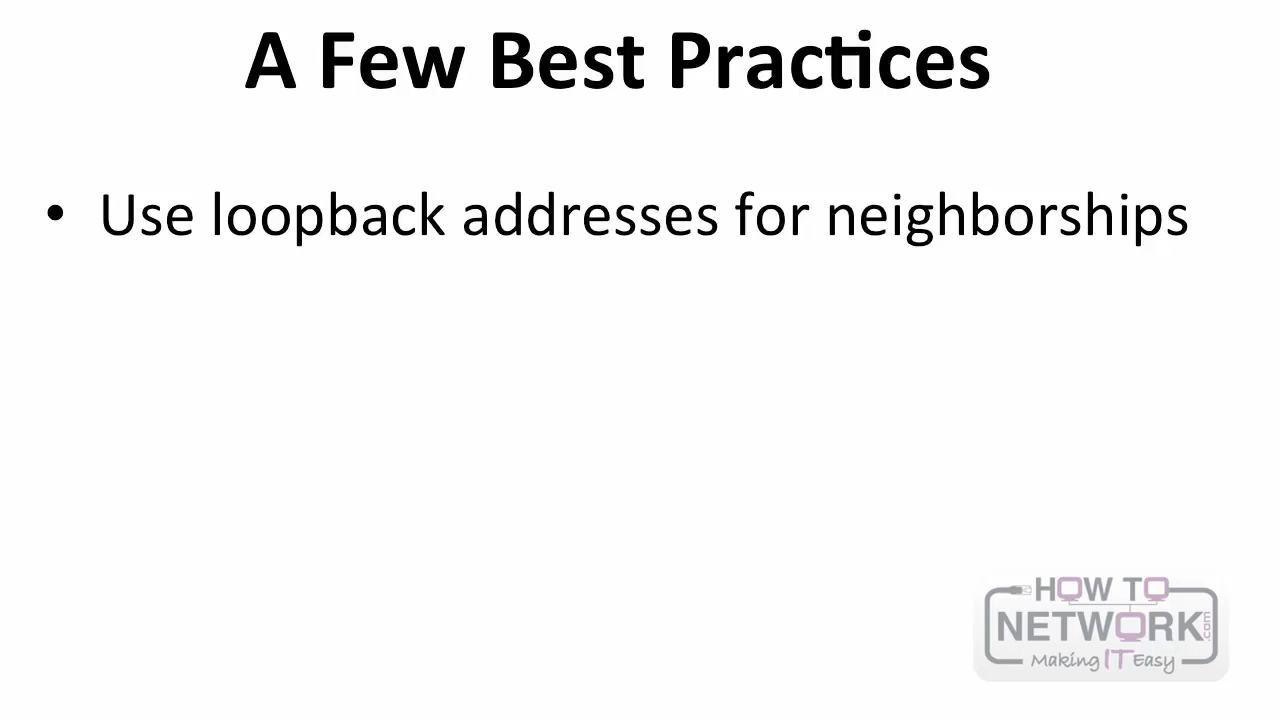 A Few Best Practices
• Use loopback addresses for neighborships
HOW TO
NETWORK.com
Making IT Easy